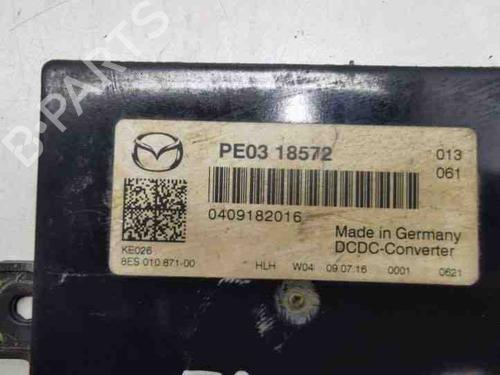 B-PARTS
PE03 18572
013
061
0409182016
Made in Germany
DCDC-Converter
KE026
8ES 010 871-00
HLH W04 09.07.16 0001 0621